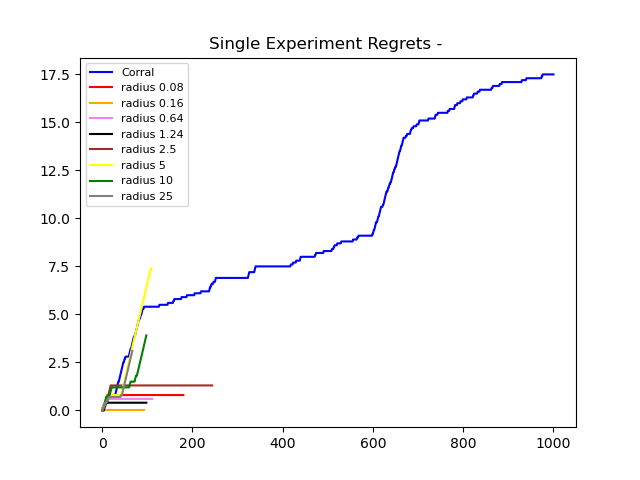 Single Experiment Regrets -
17.5
15.0
12.5
10.0
7.5
5.0
2.5
0.0
Corral
radius 0.08
radius 0.16
radius 0.64
radius 1.24
radius 2.5
radius 5
radius 10
radius 25
0 200 400 600 800 1000